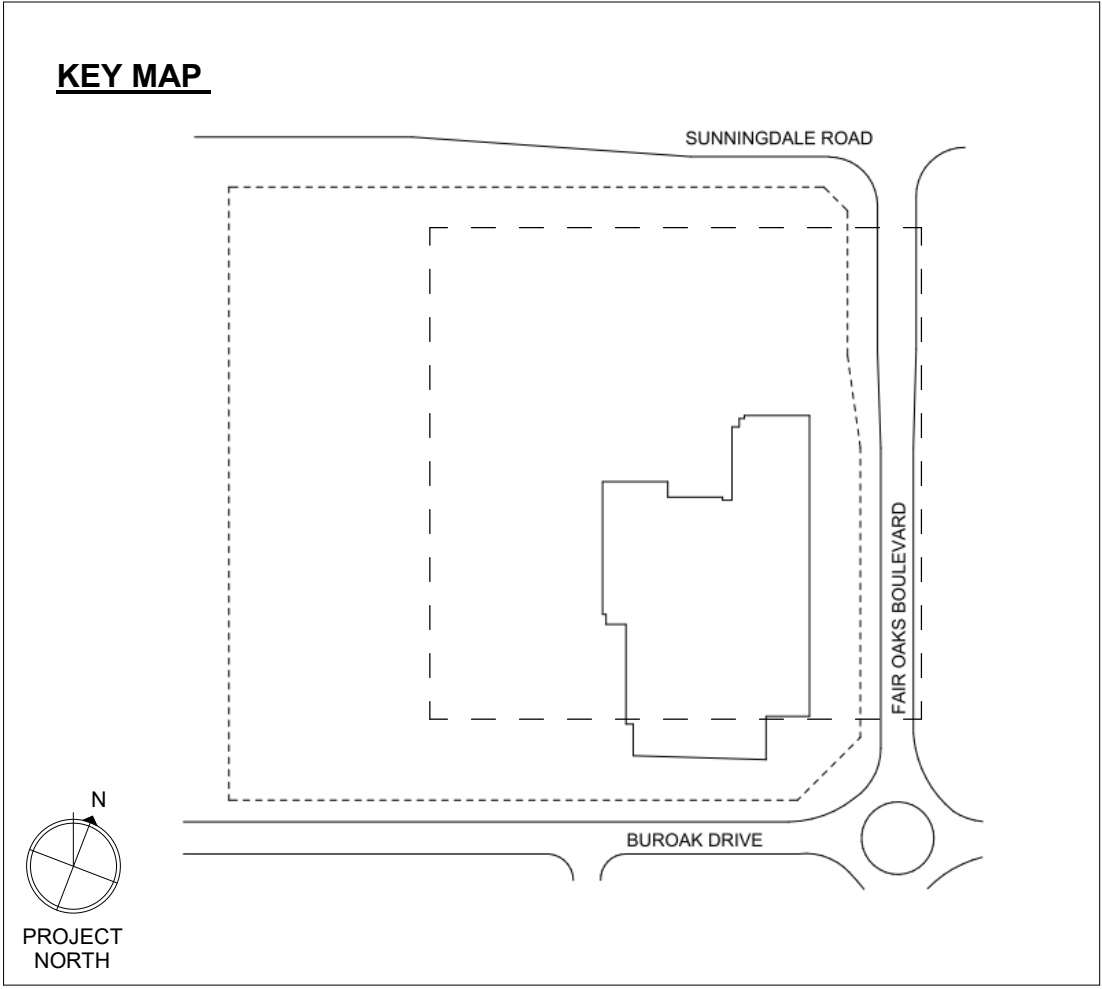 KEY MAP
SUNNINGDALE ROAD
FAIR OAKS BOULEVARD
BUROAK DRIVE
N
PROJECT
NORTH